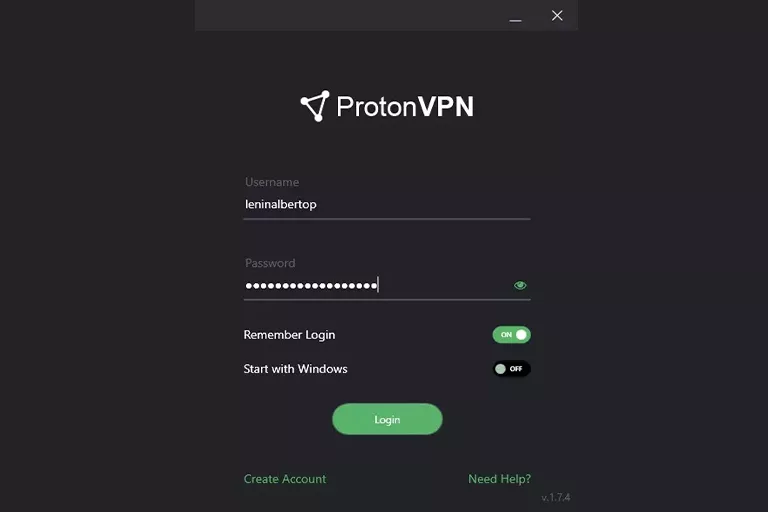 ProtonVPN
Username
leninalbertop
Password
••••••••••••••••••
Remember Login ON
Start with Windows OFF
Login
Create Account Need Help?
v.1.7.4